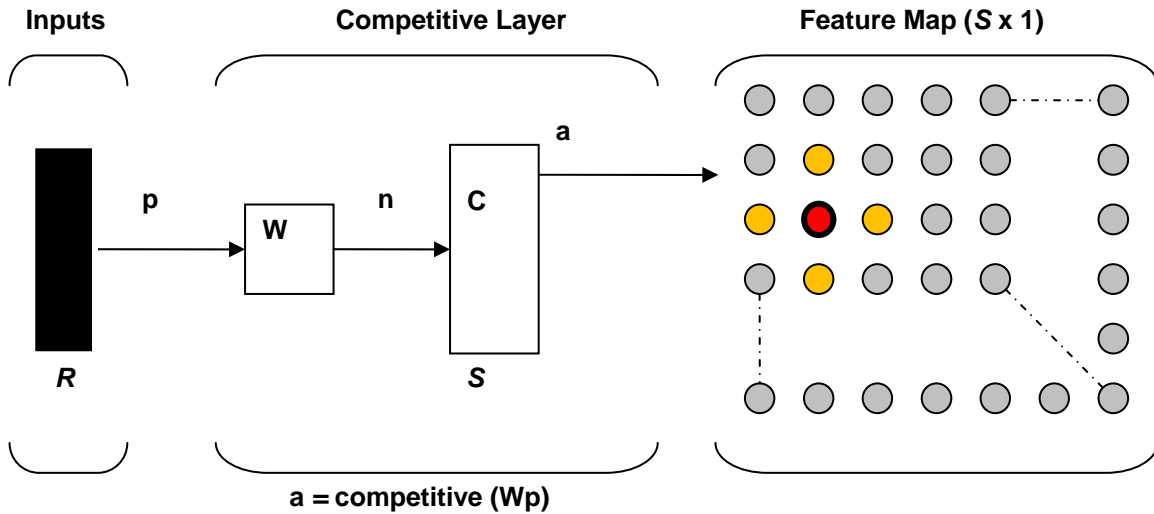 Inputs
Competitive Layer
Feature Map (S x 1)
a
p
n
C
W
R
S
a = competitive (Wp)